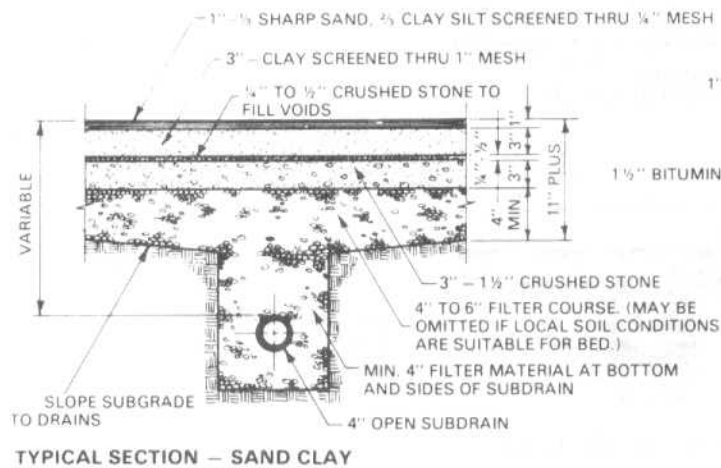 1" - ⅓ SHARP SAND, ⅔ CLAY SILT SCREENED THRU ¼" MESH
3" - CLAY SCREENED THRU 1" MESH
¼" TO ½" CRUSHED STONE TO
FILL VOIDS
1"
1½" BITUMIN
VARIABLE
1"
3"
¼" ½"
3"
4"
MIN
11" PLUS
3" - 1½" CRUSHED STONE
4" TO 6" FILTER COURSE. (MAY BE
OMITTED IF LOCAL SOIL CONDITIONS
ARE SUITABLE FOR BED.)
MIN. 4" FILTER MATERIAL AT BOTTOM
AND SIDES OF SUBDRAIN
SLOPE SUBGRADE
TO DRAINS
4" OPEN SUBDRAIN
TYPICAL SECTION - SAND CLAY